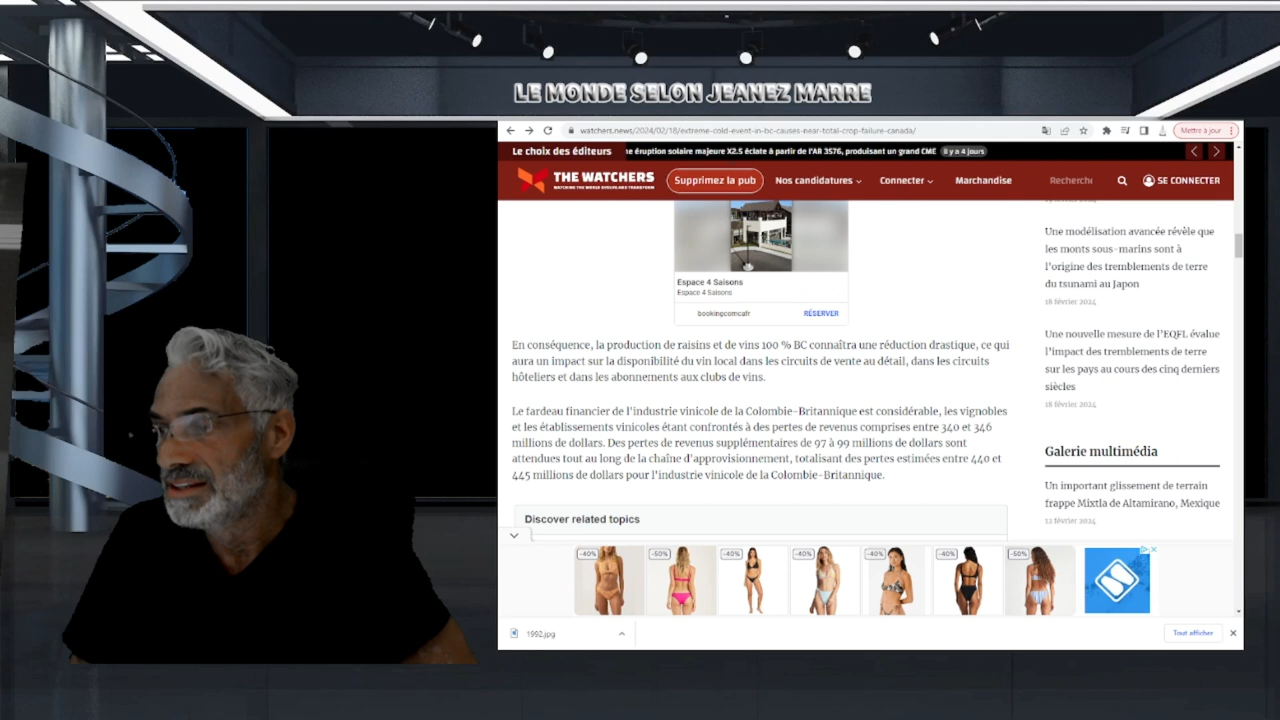 LE MONDE SELON JEANEZ MARRE
watchers.news/2024/02/18/extreme-cold-event-in-bc-causes-near-total-crop-failure-canada/
Mettre à jour
Le choix des éditeurs
ne éruption solaire majeure X2.5 éclate à partir de l'AR 3576, produisant un grand CME
Il y a 4 jours
THE WATCHERS
WATCHING THE WORLD EVOLVE AND TRANSFORM
Supprimez la pub
Nos candidatures
Connecter
Marchandise
Recherche
SE CONNECTER
Espace 4 Saisons
Espace 4 Saisons
bookingcomcafr
RÉSERVER
En conséquence, la production de raisins et de vins 100 % BC connaîtra une réduction drastique, ce qui
aura un impact sur la disponibilité du vin local dans les circuits de vente au détail, dans les circuits
hôteliers et dans les abonnements aux clubs de vins.
Le fardeau financier de l'industrie vinicole de la Colombie-Britannique est considérable, les vignobles
et les établissements vinicoles étant confrontés à des pertes de revenus comprises entre 340 et 346
millions de dollars. Des pertes de revenus supplémentaires de 97 à 99 millions de dollars sont
attendues tout au long de la chaîne d'approvisionnement, totalisant des pertes estimées entre 440 et
445 millions de dollars pour l'industrie vinicole de la Colombie-Britannique.
Discover related topics
Une modélisation avancée révèle que
les monts sous-marins sont à
l'origine des tremblements de terre
du tsunami au Japon
18 février 2024
Une nouvelle mesure de l'EQFL évalue
l'impact des tremblements de terre
sur les pays au cours des cinq derniers
siècles
18 février 2024
Galerie multimédia
Un important glissement de terrain
frappe Mixtla de Altamirano, Mexique
12 février 2024
-40%
-50%
-40%
-40%
-40%
-40%
-50%
1992.jpg
Tout afficher